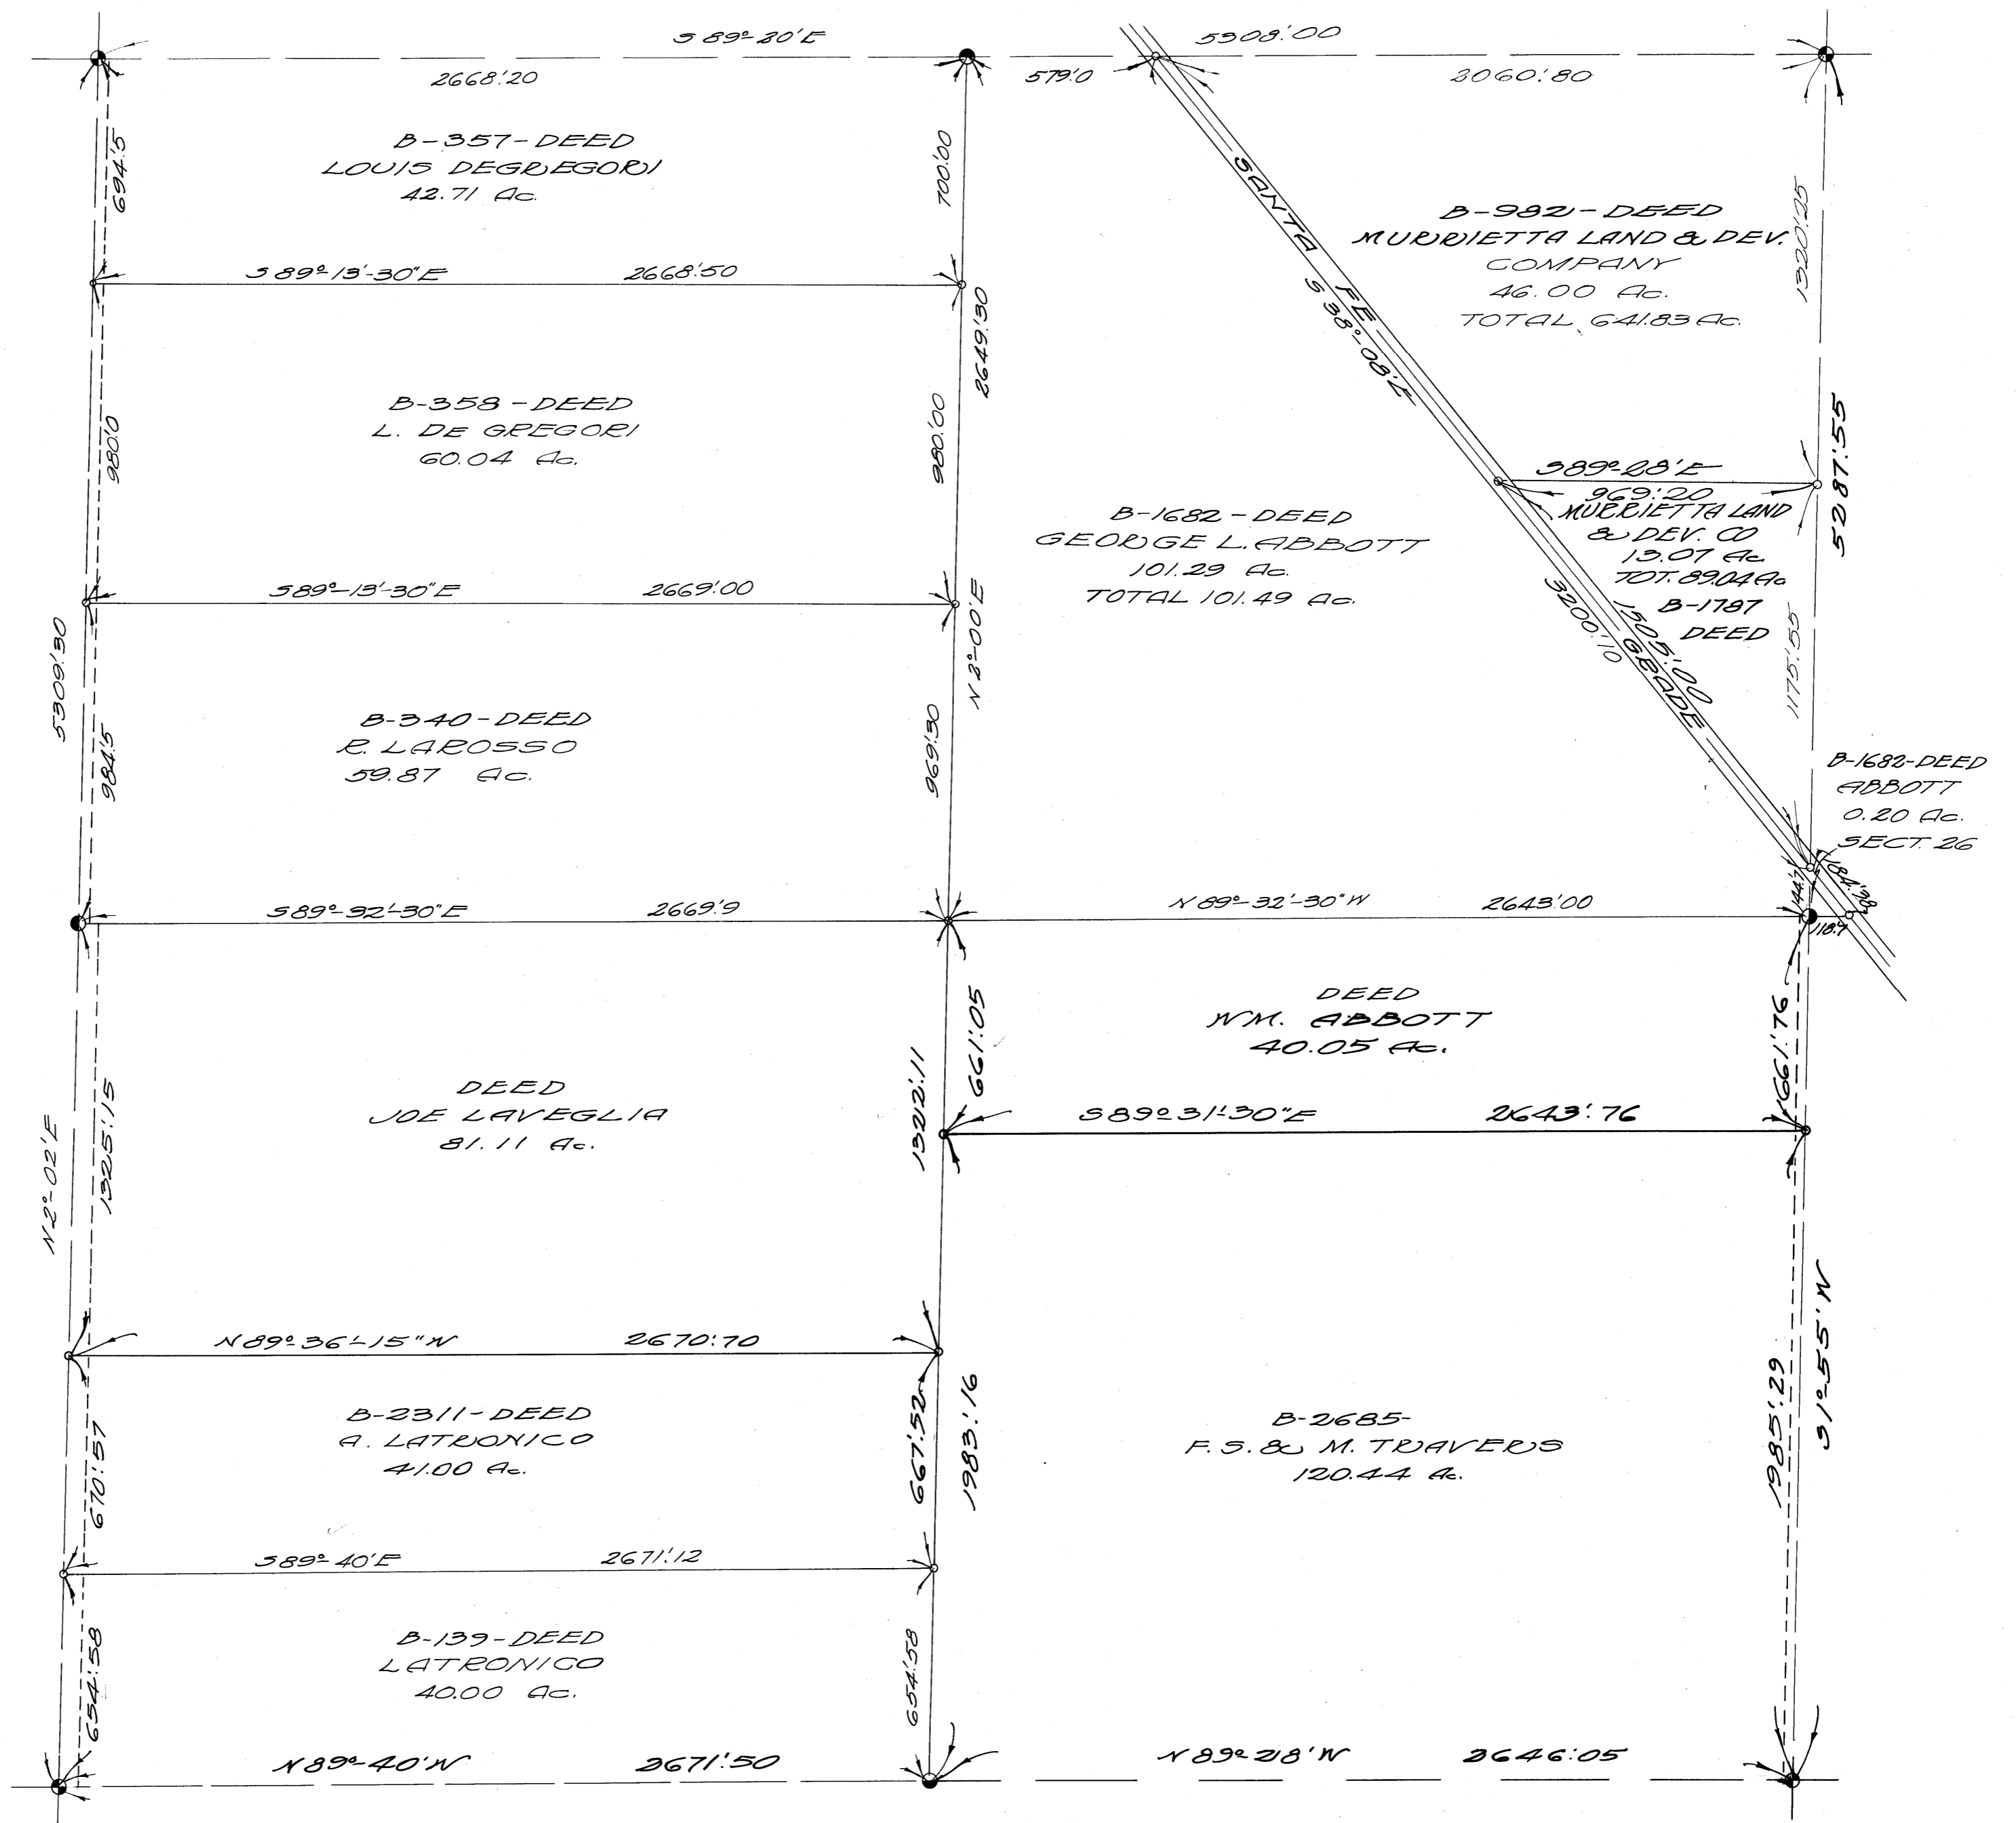 S 89°-20'E
5308'.00
2668'.20
579'.0
2060'.80
B-357-DEED
LOUIS DEGREGORI
42.71 Ac.
694'.5
700'.00
S 89°-13'-30"E 2668'.50
B-358-DEED
L. DE GREGORI
60.04 Ac.
980'.0
980'.00
2649'.30
S89°-13'-30"E 2669'.00
N 2°-00'E
5309'.30
B-340-DEED
R. LAROSSO
59.87 Ac.
984'.5
969'.30
S89°-32'-30"E 2669'.9
SANTA FE GRADE
S 38°-08'E
3200'.10
1505'.00
B-982-DEED
MURRIETTA LAND & DEV.
COMPANY
46.00 Ac.
TOTAL 641.83 Ac.
1320'.25
5287'.55
S89°-28'E
969'.20
MURRIETTA LAND
& DEV. CO
13.07 Ac.
TOT. 89.04 Ac
B-1787
DEED
1175'.55
B-1682-DEED
GEORGE L. ABBOTT
101.29 Ac.
TOTAL 101.49 Ac.
B-1682-DEED
ABBOTT
0.20 Ac.
SECT. 26
118'.7
N 89°-32'-30"W 2643'.00
DEED
WM. ABBOTT
40.05 Ac.
661'.05
661'.76
S89°31'-30"E 2643'.76
DEED
JOE LAVEGLIA
81.11 Ac.
N 2°-02'E
1325'.15
1322'.11
N 89°-36'-15"W 2670'.70
B-2311-DEED
A. LATRONICO
41.00 Ac.
670'.57
667'.52
1983'.16
S89°-40'E 2671'.12
B-2685-
F.S. & M. TRAVERS
120.44 Ac.
1985'.29
S1°-55'W
B-139-DEED
LATRONICO
40.00 Ac.
654'.58
654'.58
N 89°-40'W 2671'.50
N 89°-28'W 2646'.05